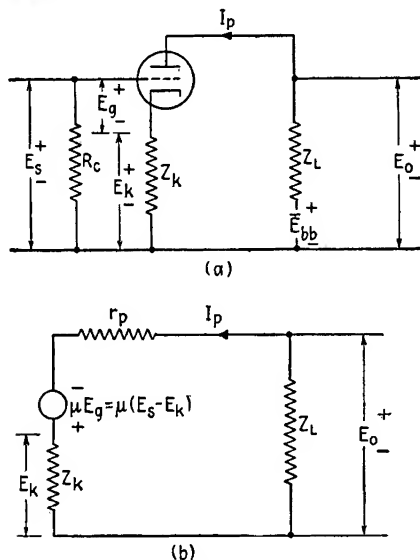 I_p
E_g + -
E_s + -
R_c
E_k + -
Z_k
Z_L
E_bb + -
E_o + -
(a)
r_p
I_p
-
μE_g=μ(E_s-E_k)
+
E_k
Z_k
Z_L
E_o + -
(b)